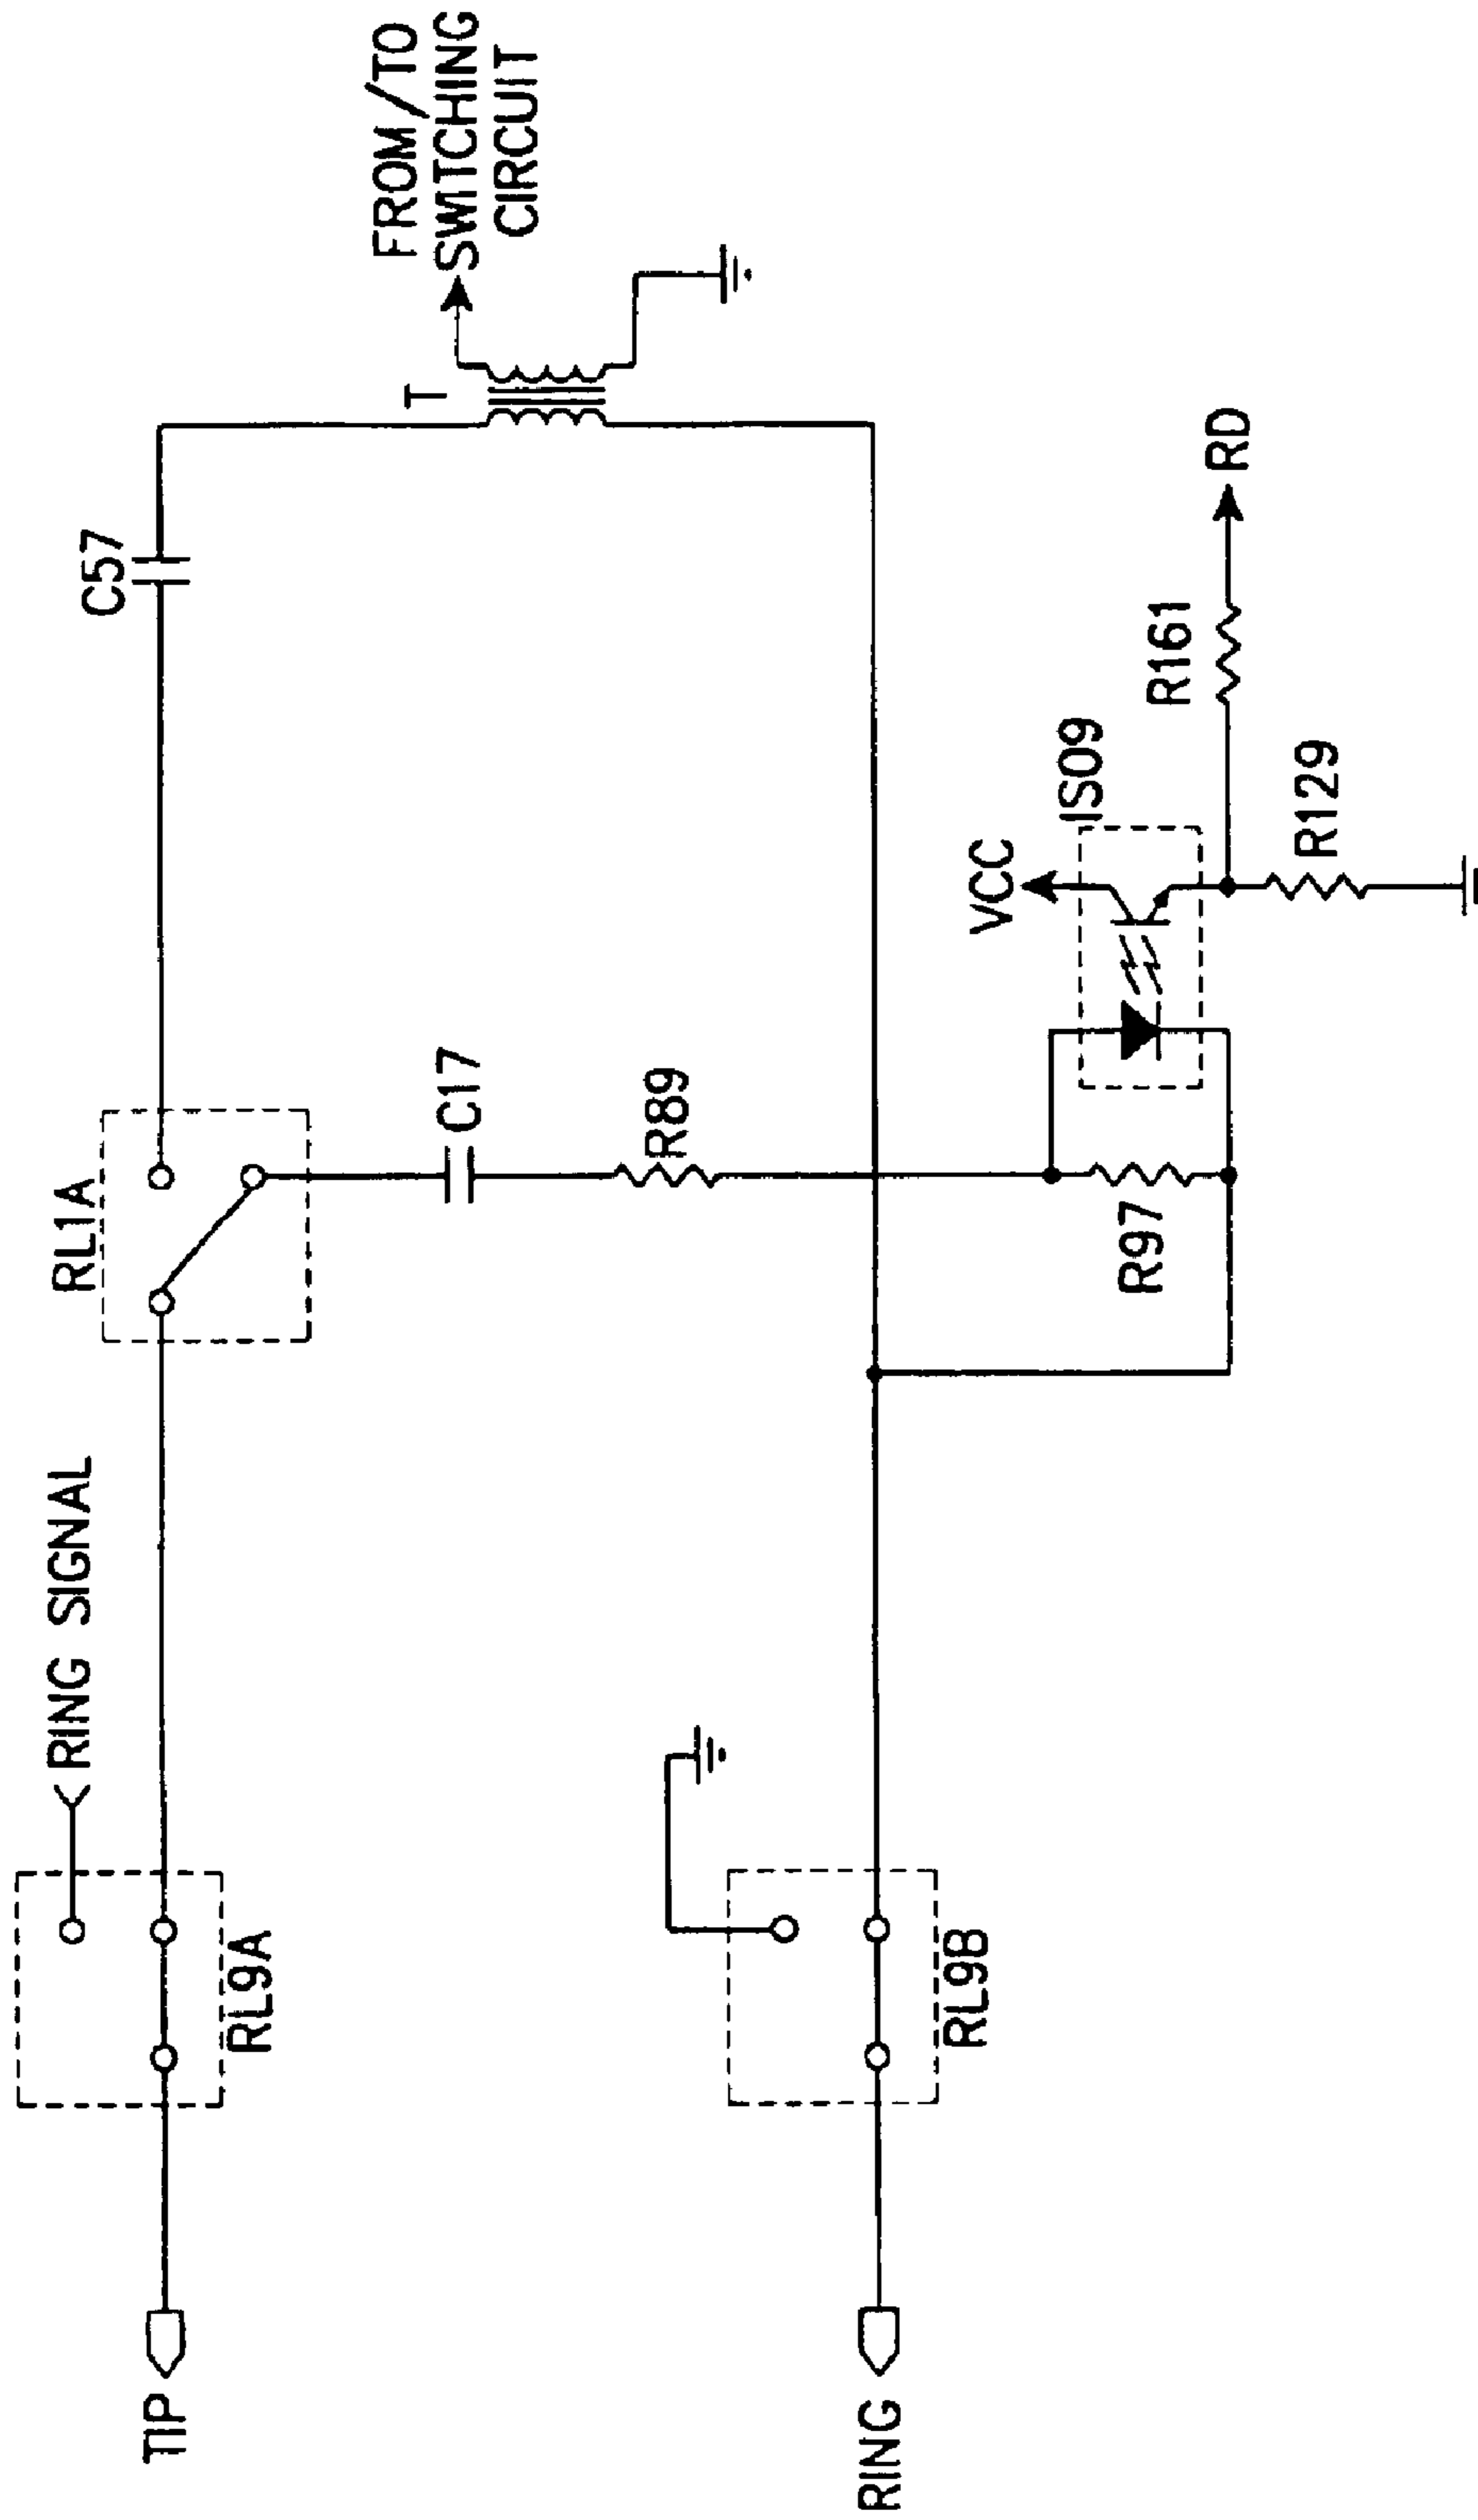 TIP
RING
RL9A
RL9B
RING SIGNAL
RL1A
C17
R89
R97
C57
T
FROM/TO
SWITCHING
CIRCUIT
VCC
IS09
R161
RD
R129